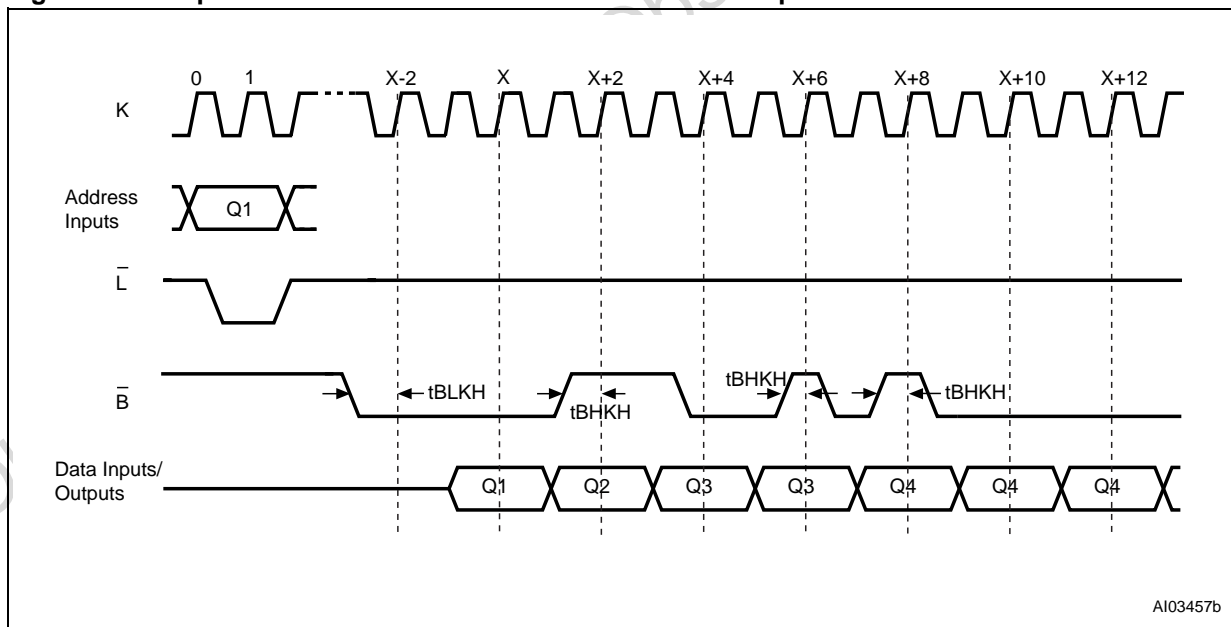 0 1 X-2 X X+2 X+4 X+6 X+8 X+10 X+12
K
Address
Inputs
Q1
L̅
B̅
tBLKH
tBHKH
tBHKH
tBHKH
Data Inputs/
Outputs
Q1 Q2 Q3 Q3 Q4 Q4 Q4
AI03457b